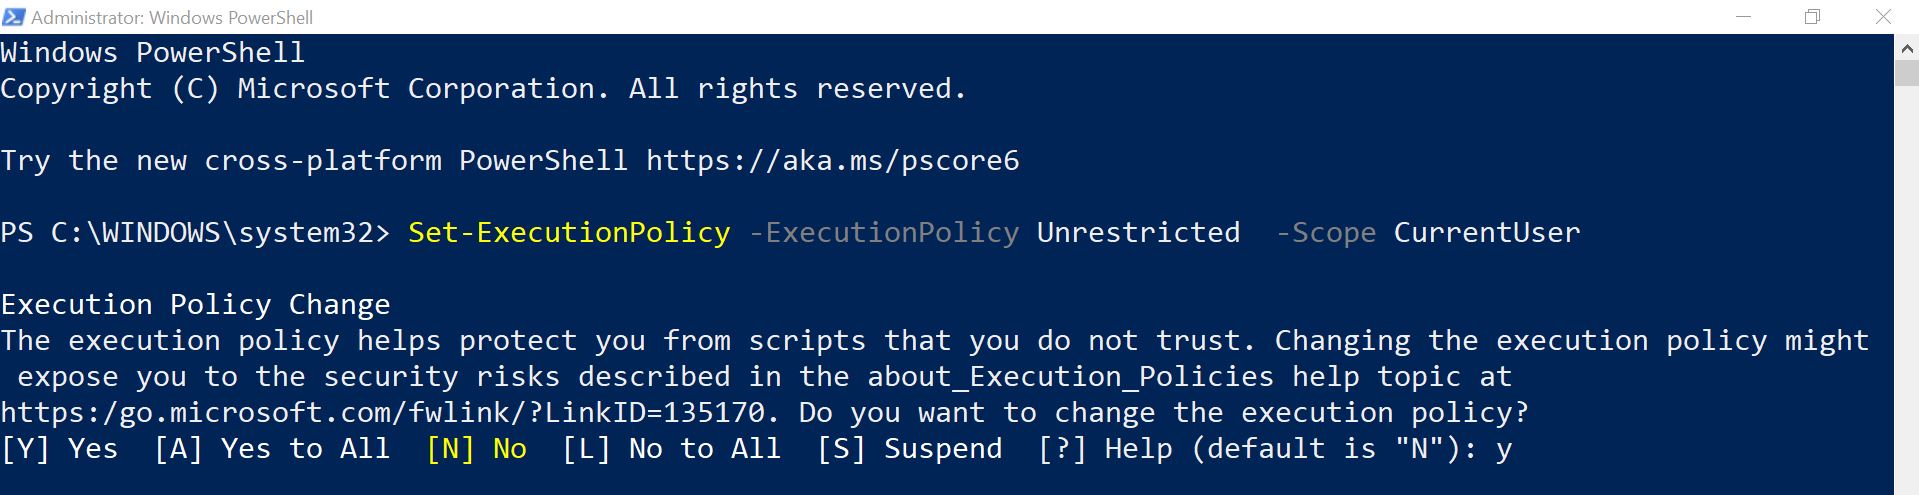 Administrator: Windows PowerShell
Windows PowerShell
Copyright (C) Microsoft Corporation. All rights reserved.
Try the new cross-platform PowerShell https://aka.ms/pscore6
PS C:\WINDOWS\system32> Set-ExecutionPolicy -ExecutionPolicy Unrestricted  -Scope CurrentUser
Execution Policy Change
The execution policy helps protect you from scripts that you do not trust. Changing the execution policy might
 expose you to the security risks described in the about_Execution_Policies help topic at
https:/go.microsoft.com/fwlink/?LinkID=135170. Do you want to change the execution policy?
[Y] Yes  [A] Yes to All  [N] No  [L] No to All  [S] Suspend  [?] Help (default is "N"): y